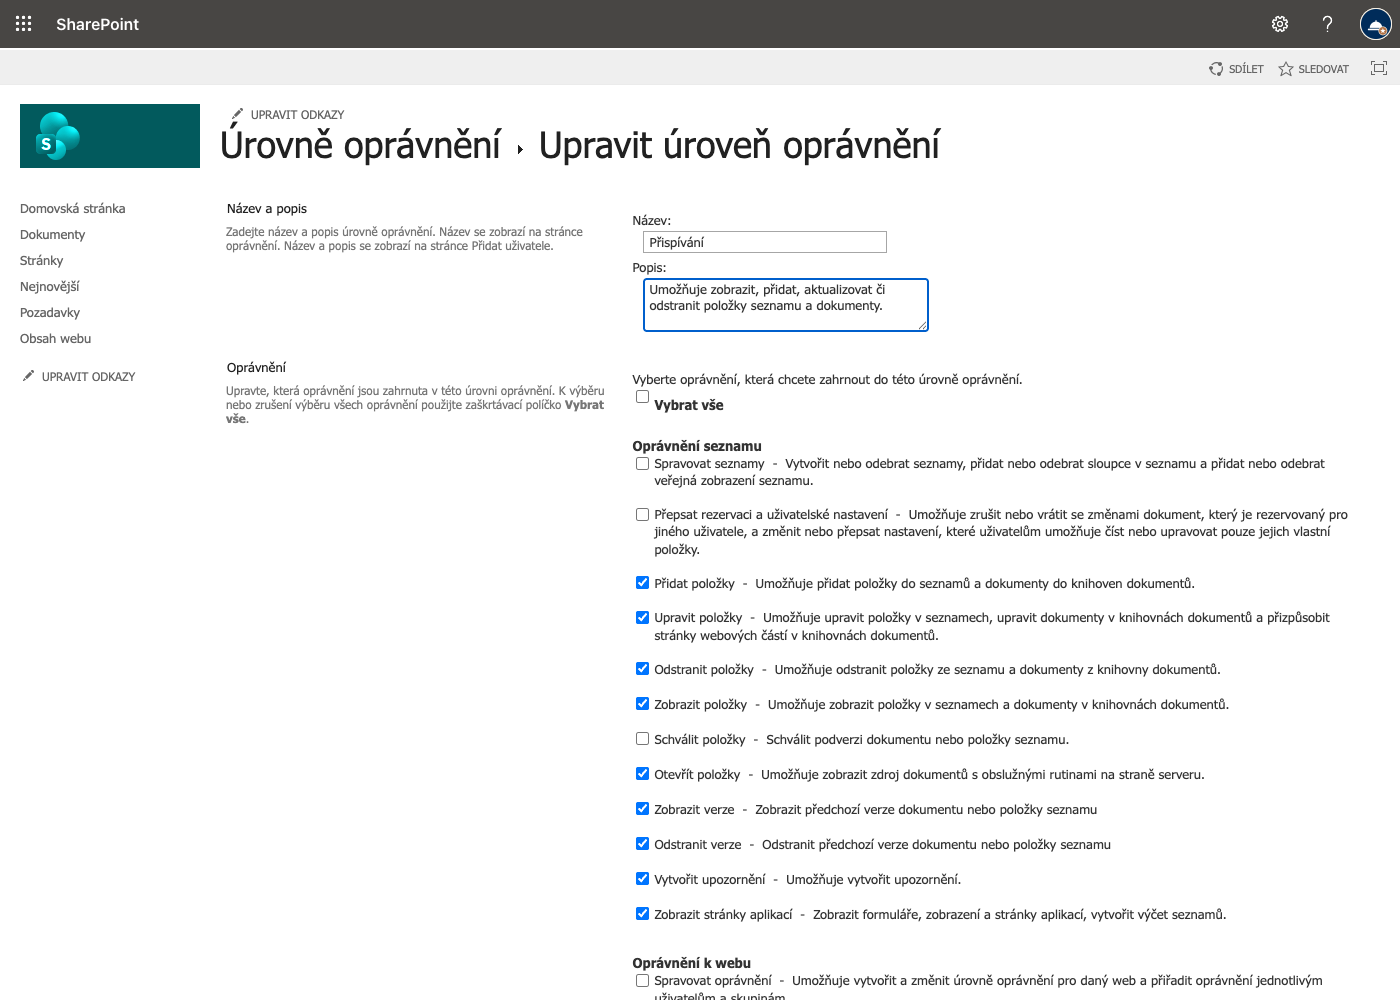 SharePoint
SDÍLET
SLEDOVAT
UPRAVIT ODKAZY
Úrovně oprávnění ▸ Upravit úroveň oprávnění
S
Domovská stránka
Dokumenty
Stránky
Nejnovější
Pozadavky
Obsah webu
UPRAVIT ODKAZY
Název a popis
Zadejte název a popis úrovně oprávnění. Název se zobrazí na stránce
oprávnění. Název a popis se zobrazí na stránce Přidat uživatele.
Název:
Přispívání
Popis:
Umožňuje zobrazit, přidat, aktualizovat či
odstranit položky seznamu a dokumenty.
Oprávnění
Upravte, která oprávnění jsou zahrnuta v této úrovni oprávnění. K výběru
nebo zrušení výběru všech oprávnění použijte zaškrtávací políčko Vybrat
vše.
Vyberte oprávnění, která chcete zahrnout do této úrovně oprávnění.
Vybrat vše
Oprávnění seznamu
Spravovat seznamy - Vytvořit nebo odebrat seznamy, přidat nebo odebrat sloupce v seznamu a přidat nebo odebrat
veřejná zobrazení seznamu.
Přepsat rezervaci a uživatelské nastavení - Umožňuje zrušit nebo vrátit se změnami dokument, který je rezervovaný pro
jiného uživatele, a změnit nebo přepsat nastavení, které uživatelům umožňuje číst nebo upravovat pouze jejich vlastní
položky.
Přidat položky - Umožňuje přidat položky do seznamů a dokumenty do knihoven dokumentů.
Upravit položky - Umožňuje upravit položky v seznamech, upravit dokumenty v knihovnách dokumentů a přizpůsobit
stránky webových částí v knihovnách dokumentů.
Odstranit položky - Umožňuje odstranit položky ze seznamu a dokumenty z knihovny dokumentů.
Zobrazit položky - Umožňuje zobrazit položky v seznamech a dokumenty v knihovnách dokumentů.
Schválit položky - Schválit podverzi dokumentu nebo položky seznamu.
Otevřít položky - Umožňuje zobrazit zdroj dokumentů s obslužnými rutinami na straně serveru.
Zobrazit verze - Zobrazit předchozí verze dokumentu nebo položky seznamu
Odstranit verze - Odstranit předchozí verze dokumentu nebo položky seznamu
Vytvořit upozornění - Umožňuje vytvořit upozornění.
Zobrazit stránky aplikací - Zobrazit formuláře, zobrazení a stránky aplikací, vytvořit výčet seznamů.
Oprávnění k webu
Spravovat oprávnění - Umožňuje vytvořit a změnit úrovně oprávnění pro daný web a přiřadit oprávnění jednotlivým
uživatelům a skupinám.